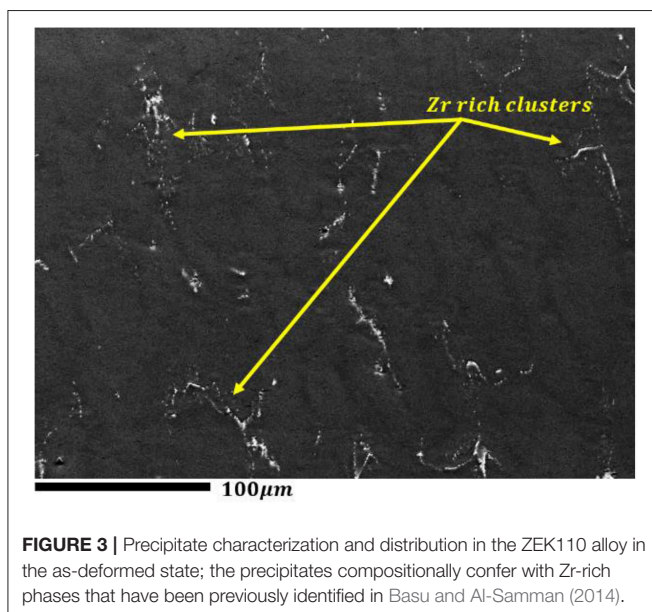 Zr rich clusters
100μm
FIGURE 3 | Precipitate characterization and distribution in the ZEK110 alloy in
the as-deformed state; the precipitates compositionally confer with Zr-rich
phases that have been previously identified in Basu and Al-Samman (2014).